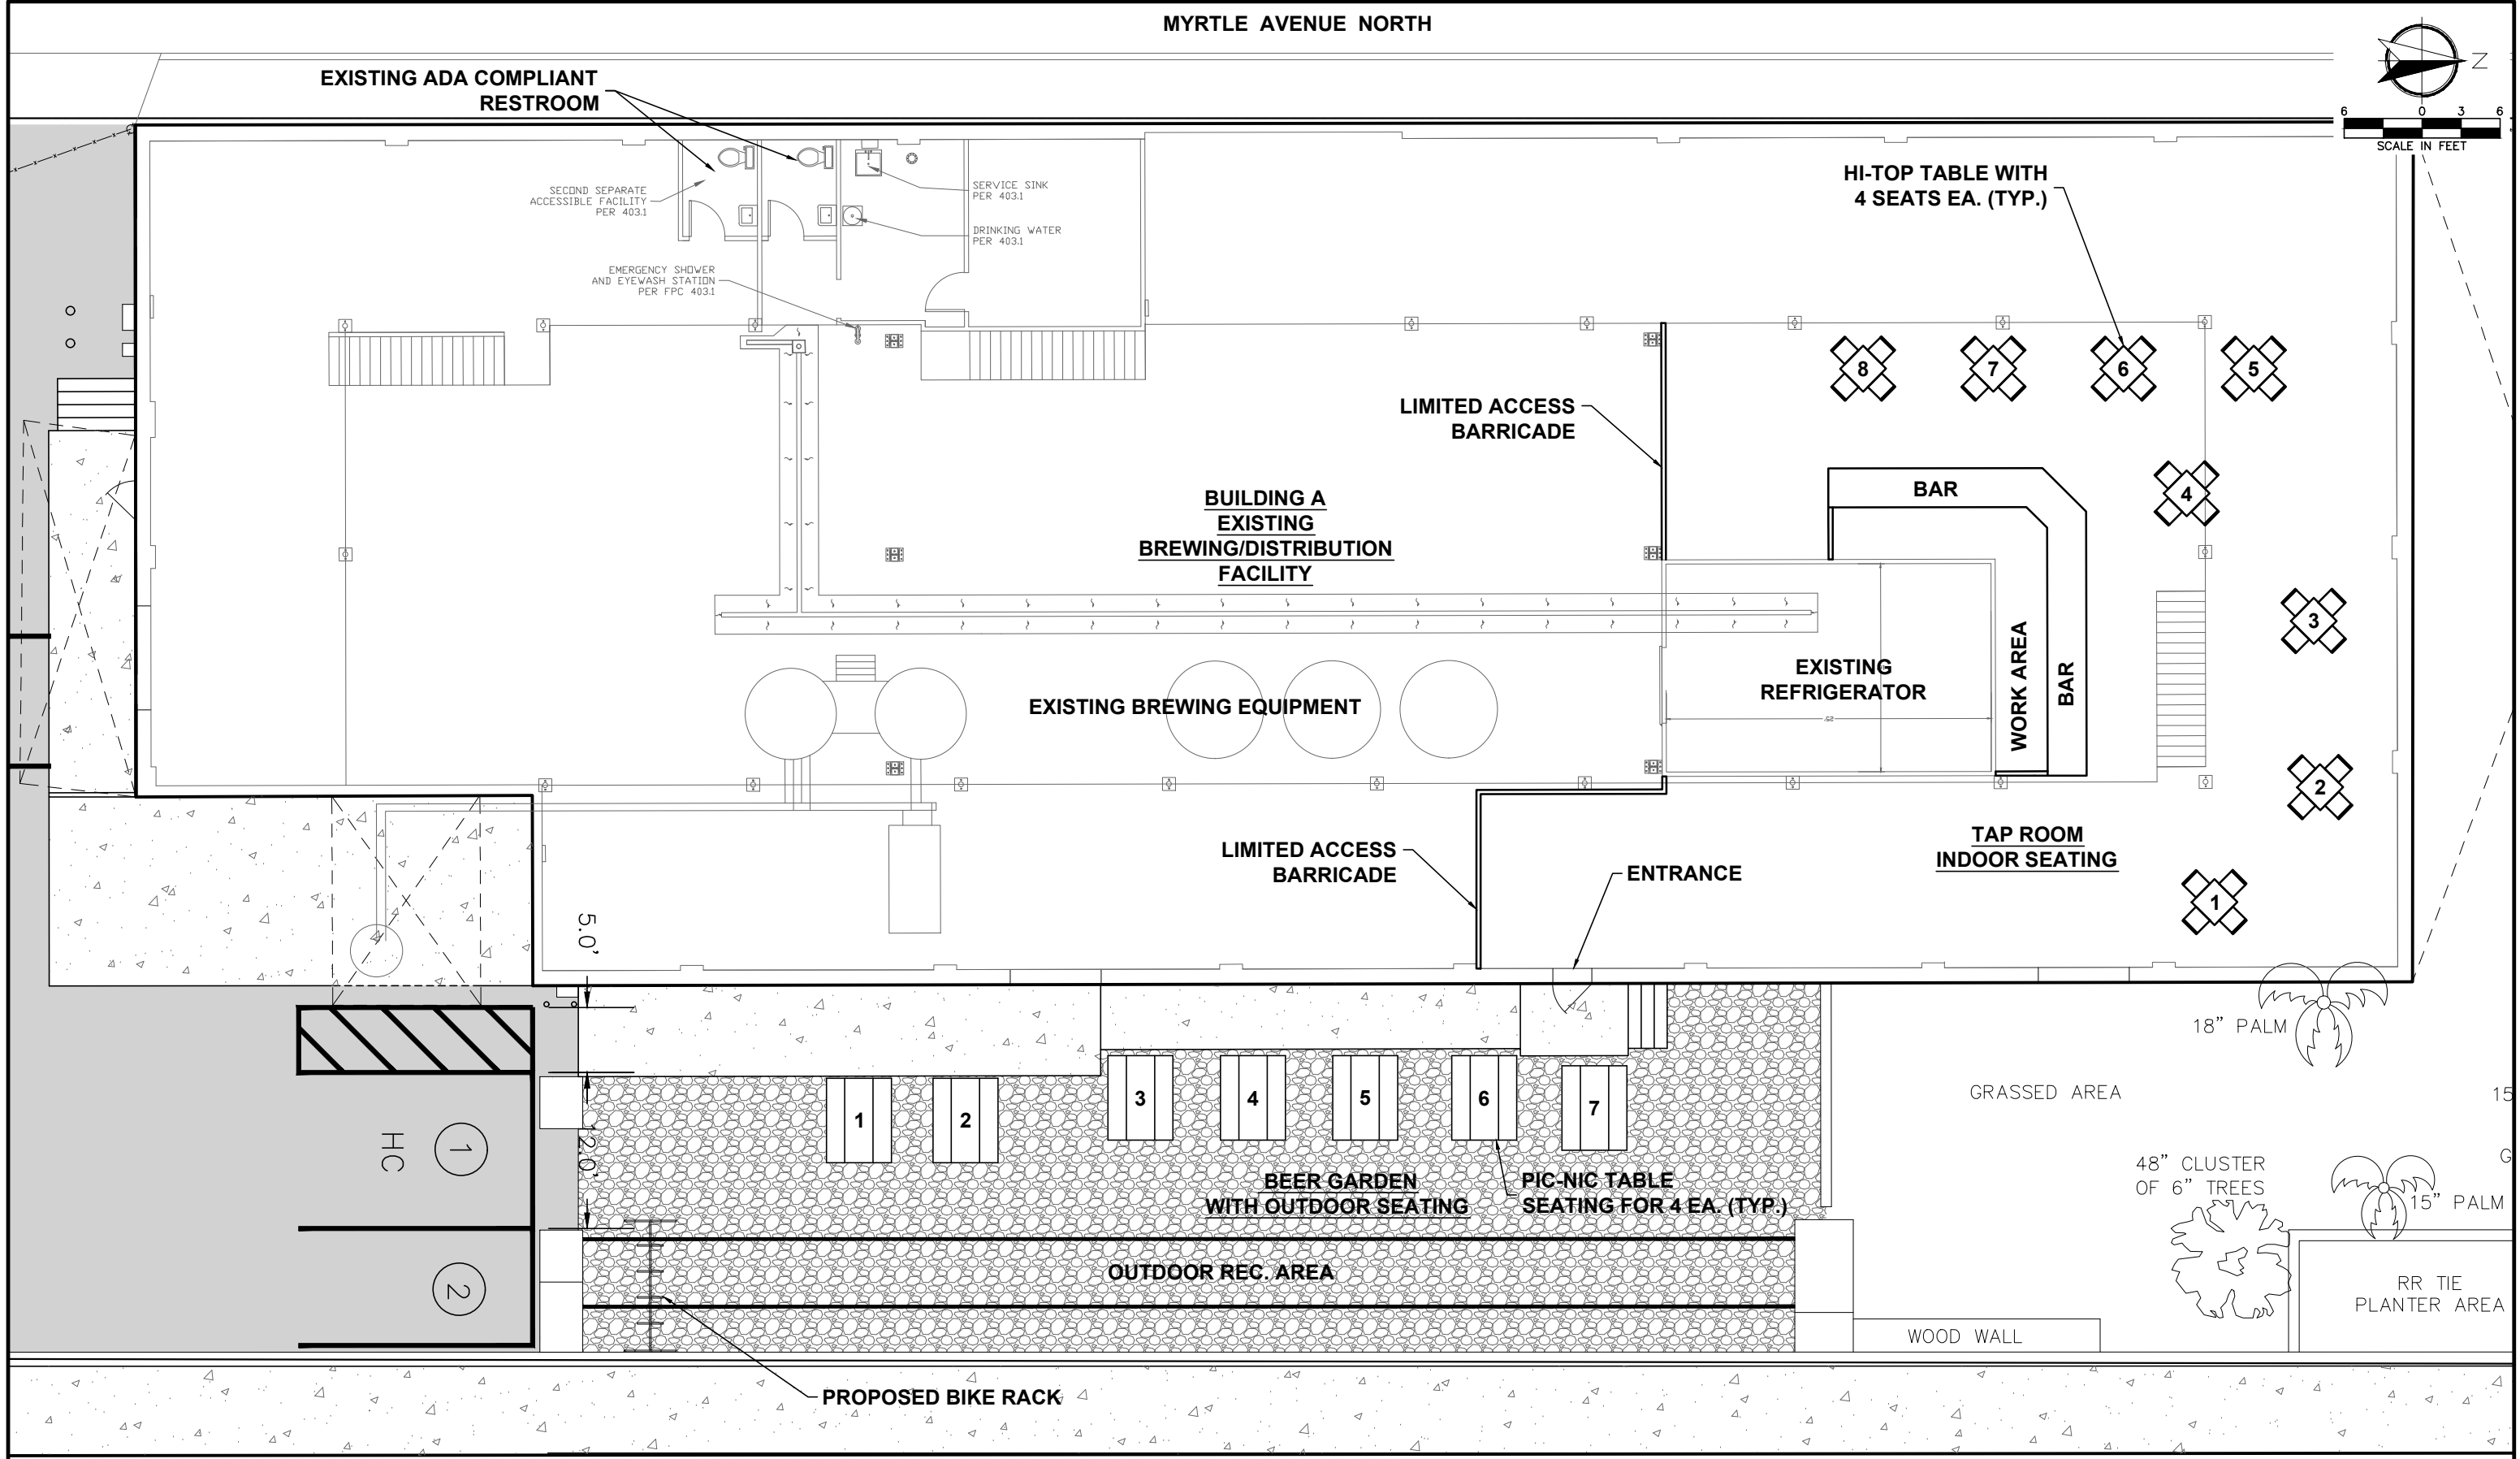 MYRTLE AVENUE NORTH
EXISTING ADA COMPLIANT
RESTROOM
Z
6 0 3 6
SCALE IN FEET
SECOND SEPARATE
ACCESSIBLE FACILITY
PER 403.1
SERVICE SINK
PER 403.1
DRINKING WATER
PER 403.1
EMERGENCY SHOWER
AND EYEWASH STATION
PER FPC 403.1
HI-TOP TABLE WITH
4 SEATS EA. (TYP.)
8
7
6
5
LIMITED ACCESS
BARRICADE
BUILDING A
EXISTING
BREWING/DISTRIBUTION
FACILITY
BAR
4
3
WORK AREA
BAR
EXISTING
REFRIGERATOR
25'
EXISTING BREWING EQUIPMENT
2
TAP ROOM
INDOOR SEATING
LIMITED ACCESS
BARRICADE
ENTRANCE
1
5.0'
18" PALM
GRASSED AREA
15
1
2
3
4
5
6
7
HC
1
12.0'
BEER GARDEN
WITH OUTDOOR SEATING
PIC-NIC TABLE
SEATING FOR 4 EA. (TYP.)
48" CLUSTER
OF 6" TREES
G
15" PALM
2
OUTDOOR REC. AREA
RR TIE
PLANTER AREA
WOOD WALL
PROPOSED BIKE RACK